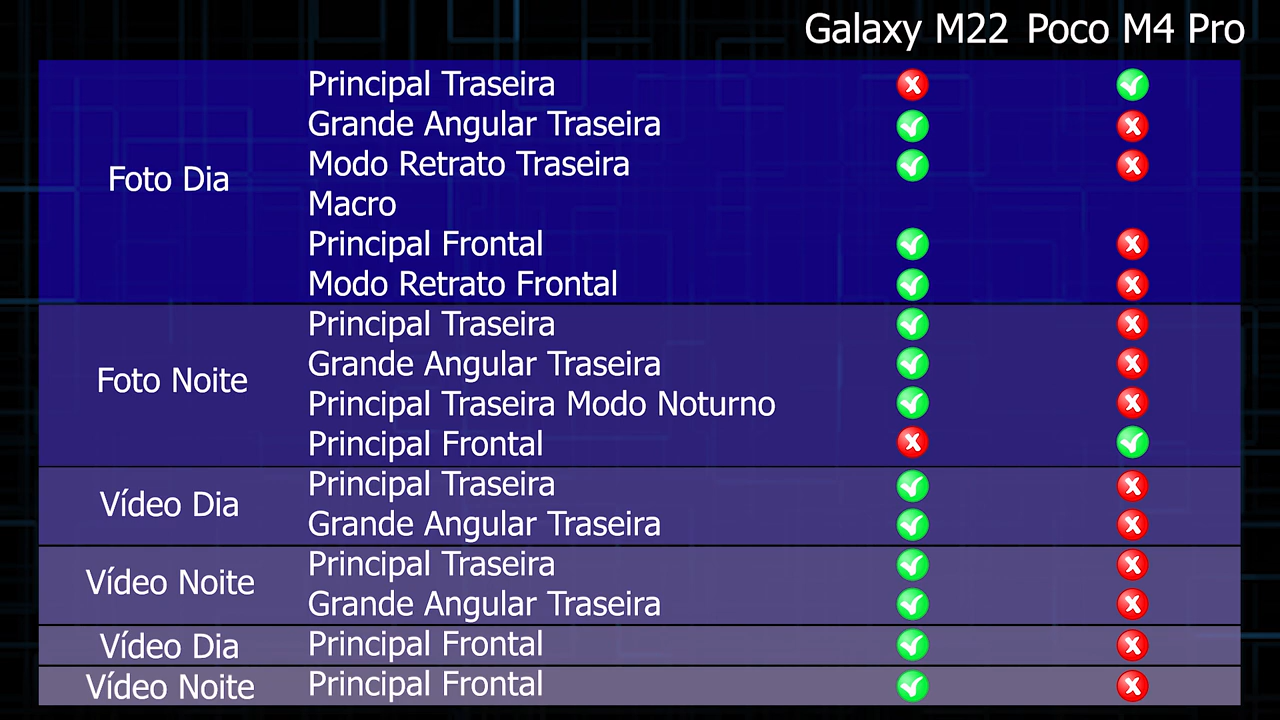 Galaxy M22 Poco M4 Pro
Foto Dia
Principal Traseira
Grande Angular Traseira
Modo Retrato Traseira
Macro
Principal Frontal
Modo Retrato Frontal
Foto Noite
Principal Traseira
Grande Angular Traseira
Principal Traseira Modo Noturno
Principal Frontal
Vídeo Dia
Principal Traseira
Grande Angular Traseira
Vídeo Noite
Principal Traseira
Grande Angular Traseira
Vídeo Dia
Principal Frontal
Vídeo Noite
Principal Frontal